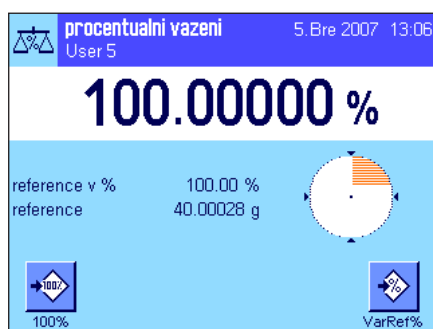 procentualni vazeni 5.Bre 2007 13:06
User 5
100.00000 %
reference v % 100.00 %
reference 40.00028 g
100%
100% VarRef%